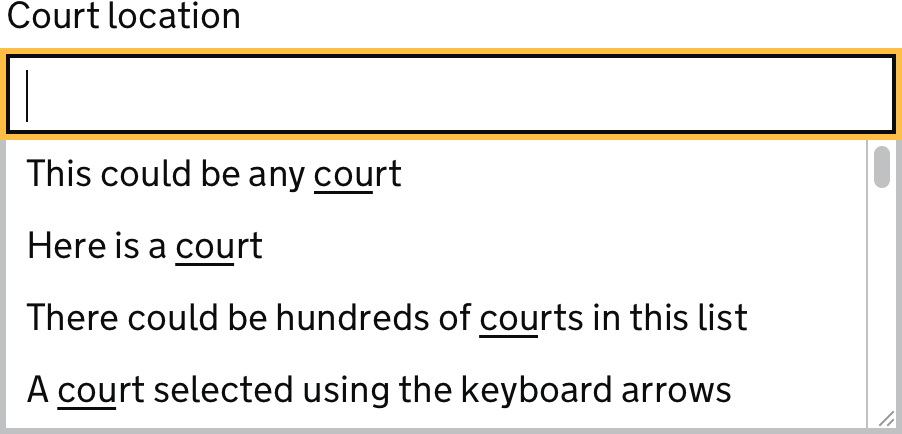 Court location
This could be any court
Here is a court
There could be hundreds of courts in this list
A court selected using the keyboard arrows